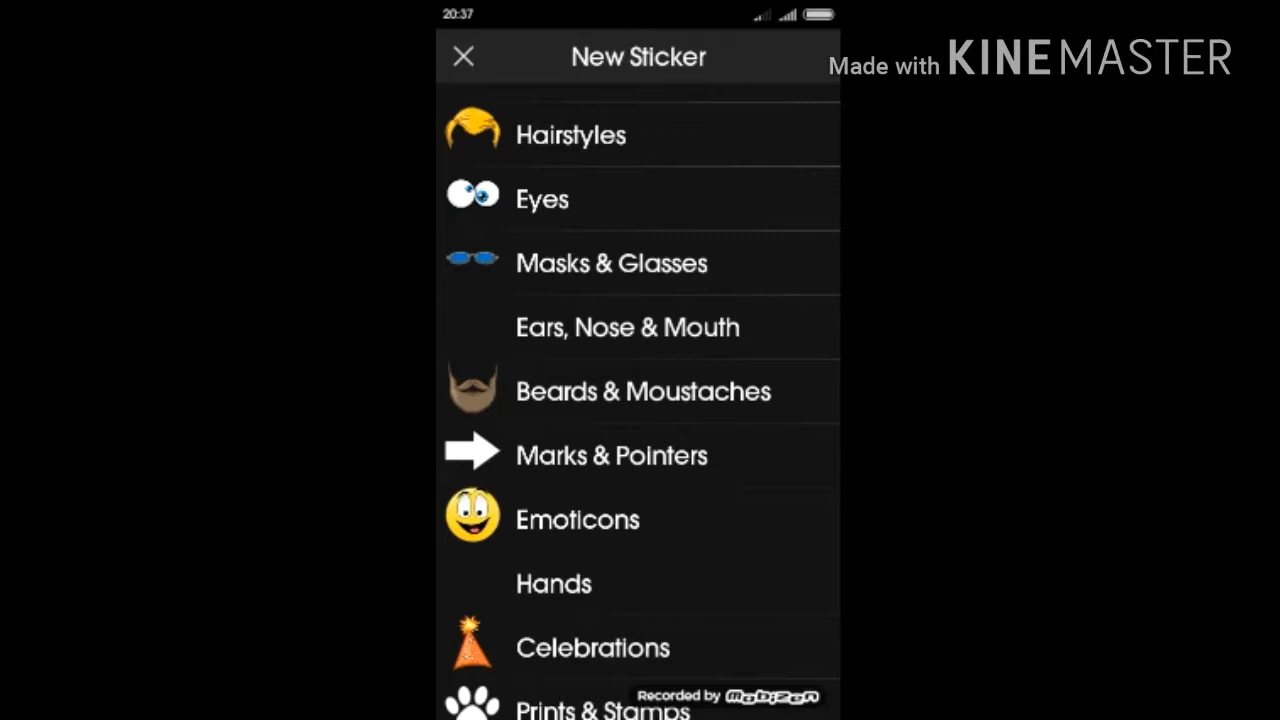 20:37
New Sticker
Made with KINEMASTER
Hairstyles
Eyes
Masks & Glasses
Ears, Nose & Mouth
Beards & Moustaches
Marks & Pointers
Emoticons
Hands
Celebrations
Recorded by Mobizen
Prints & Stamps